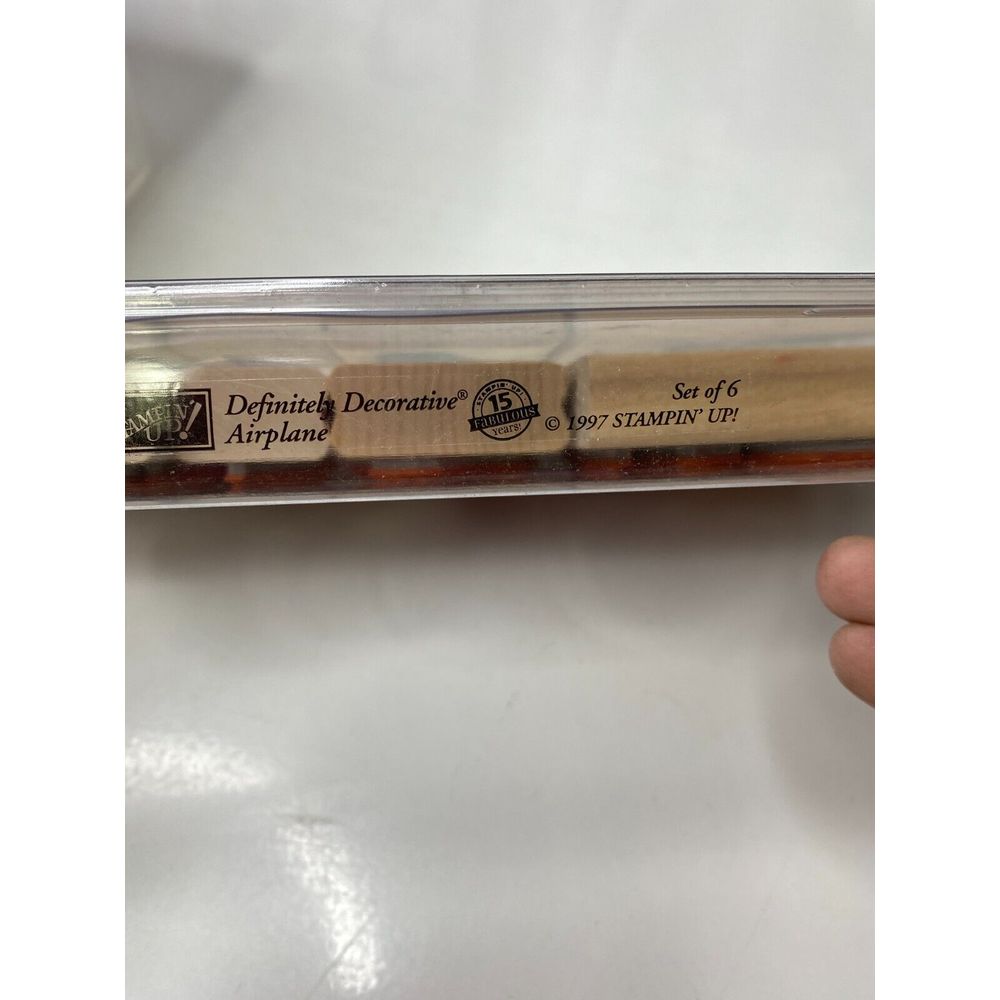 STAMPIN' UP!
Definitely Decorative®
Airplane
STAMPIN' UP!
15
FABULOUS
Years!
© 1997 STAMPIN' UP!
Set of 6